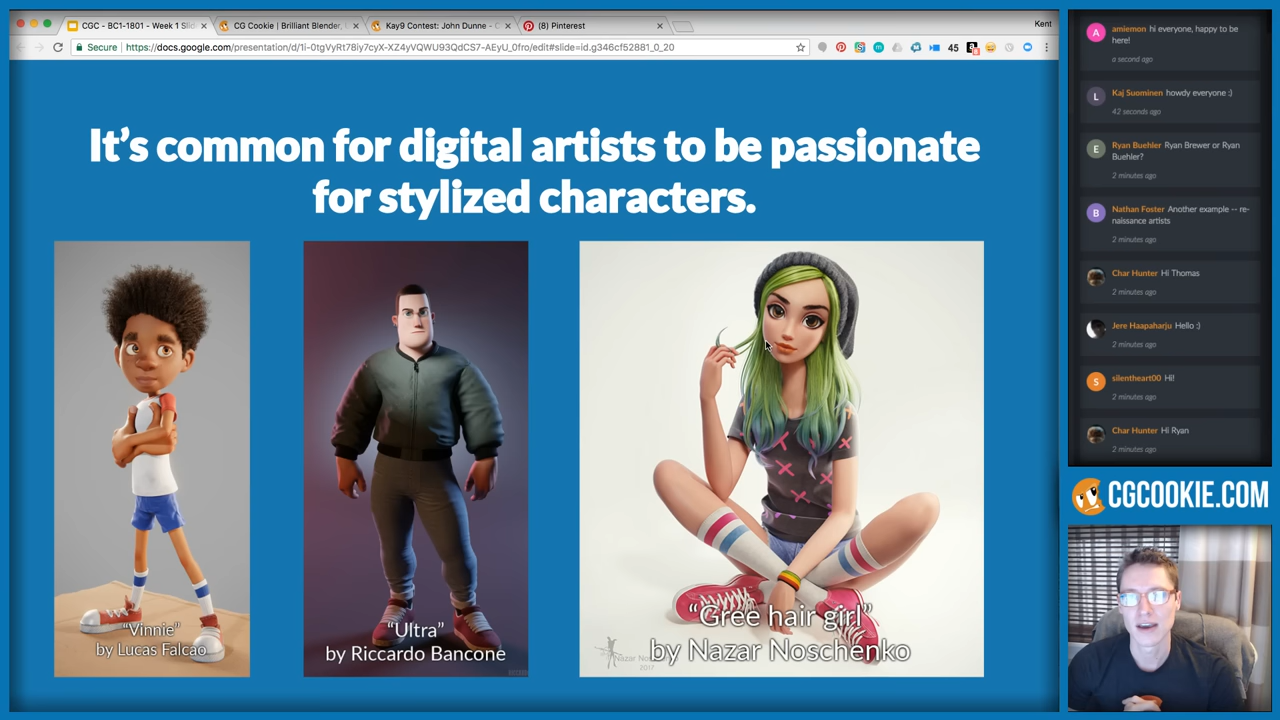 CGC - BC1-1801 - Week 1 Slid
CG Cookie | Brilliant Blender,
Kay9 Contest: John Dunne - C
(8) Pinterest
Kent
Secure
https://docs.google.com/presentation/d/1i-0tgVyRt78iy7cyX-XZ4yVQWU93QdCS7-AEyU_0fro/edit#slide=id.g346cf52881_0_20
45
It's common for digital artists to be passionate
for stylized characters.
"Vinnie"
by Lucas Falcao
"Ultra"
by Riccardo Bancone
"Gree hair girl"
by Nazar Noschenko
Nazar Nos
2017
A
amiemon hi everyone, happy to be
here!
a second ago
L
Kaj Suominen howdy everyone :)
42 seconds ago
E
Ryan Buehler Ryan Brewer or Ryan
Buehler?
2 minutes ago
B
Nathan Foster Another example -- re-
naissance artists
2 minutes ago
Char Hunter Hi Thomas
2 minutes ago
Jere Haapaharju Hello :)
2 minutes ago
S
silentheart00 Hi!
2 minutes ago
Char Hunter Hi Ryan
2 minutes ago
CGCOOKIE.COM